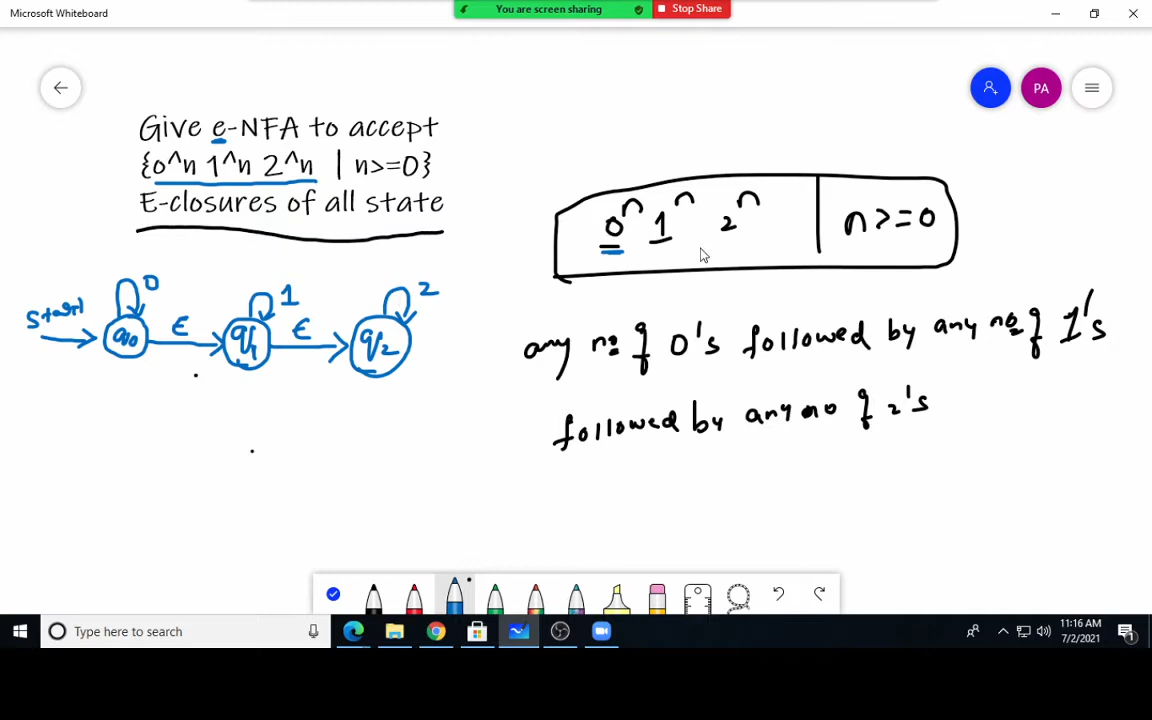 Microsoft Whiteboard
You are screen sharing
Stop Share
PA
Give e-NFA to accept
{0^n 1^n 2^n | n>=0}
E-closures of all state
0 n 1 n 2 n | n>=0
Start q0 0 ε q1 1 ε q2 2
any no of 0's followed by any no of 1's
followed by any no of 2's
Type here to search
11:16 AM
7/2/2021
1